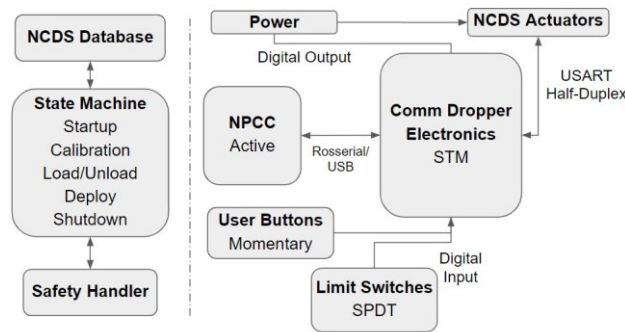 NCDS Database
State Machine
Startup
Calibration
Load/Unload
Deploy
Shutdown
Safety Handler
Power
NCDS Actuators
Digital Output
USART
Half-Duplex
NPCC
Active
Rosserial/
USB
Comm Dropper
Electronics
STM
User Buttons
Momentary
Digital
Input
Limit Switches
SPDT